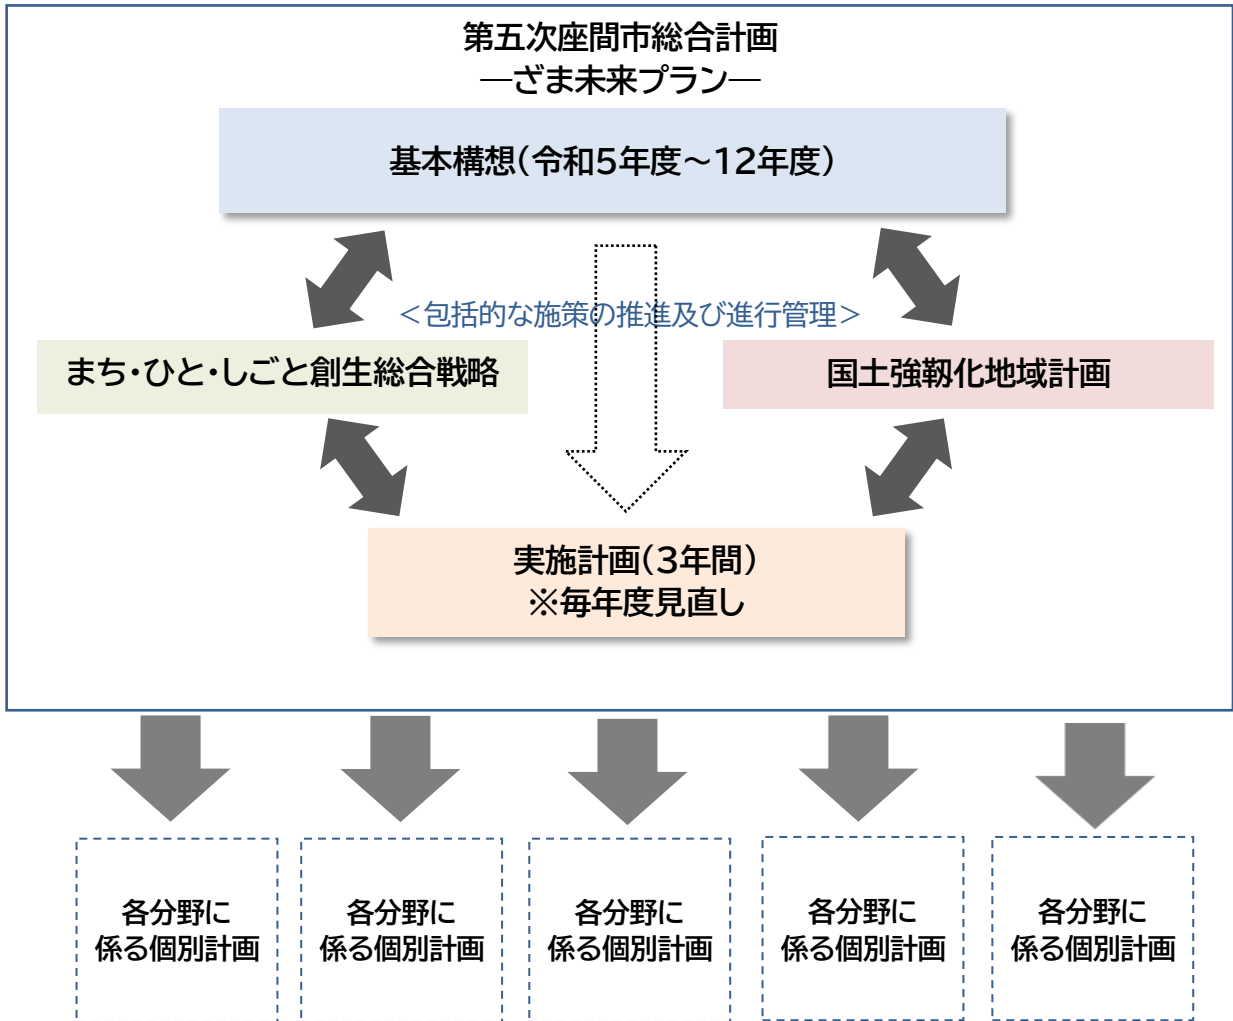 第五次座間市総合計画
―ざま未来プラン―
基本構想(令和5年度～12年度)
＜包括的な施策の推進及び進行管理＞
まち・ひと・しごと創生総合戦略
国土強靱化地域計画
実施計画(3年間)
※毎年度見直し
各分野に
係る個別計画
各分野に
係る個別計画
各分野に
係る個別計画
各分野に
係る個別計画
各分野に
係る個別計画